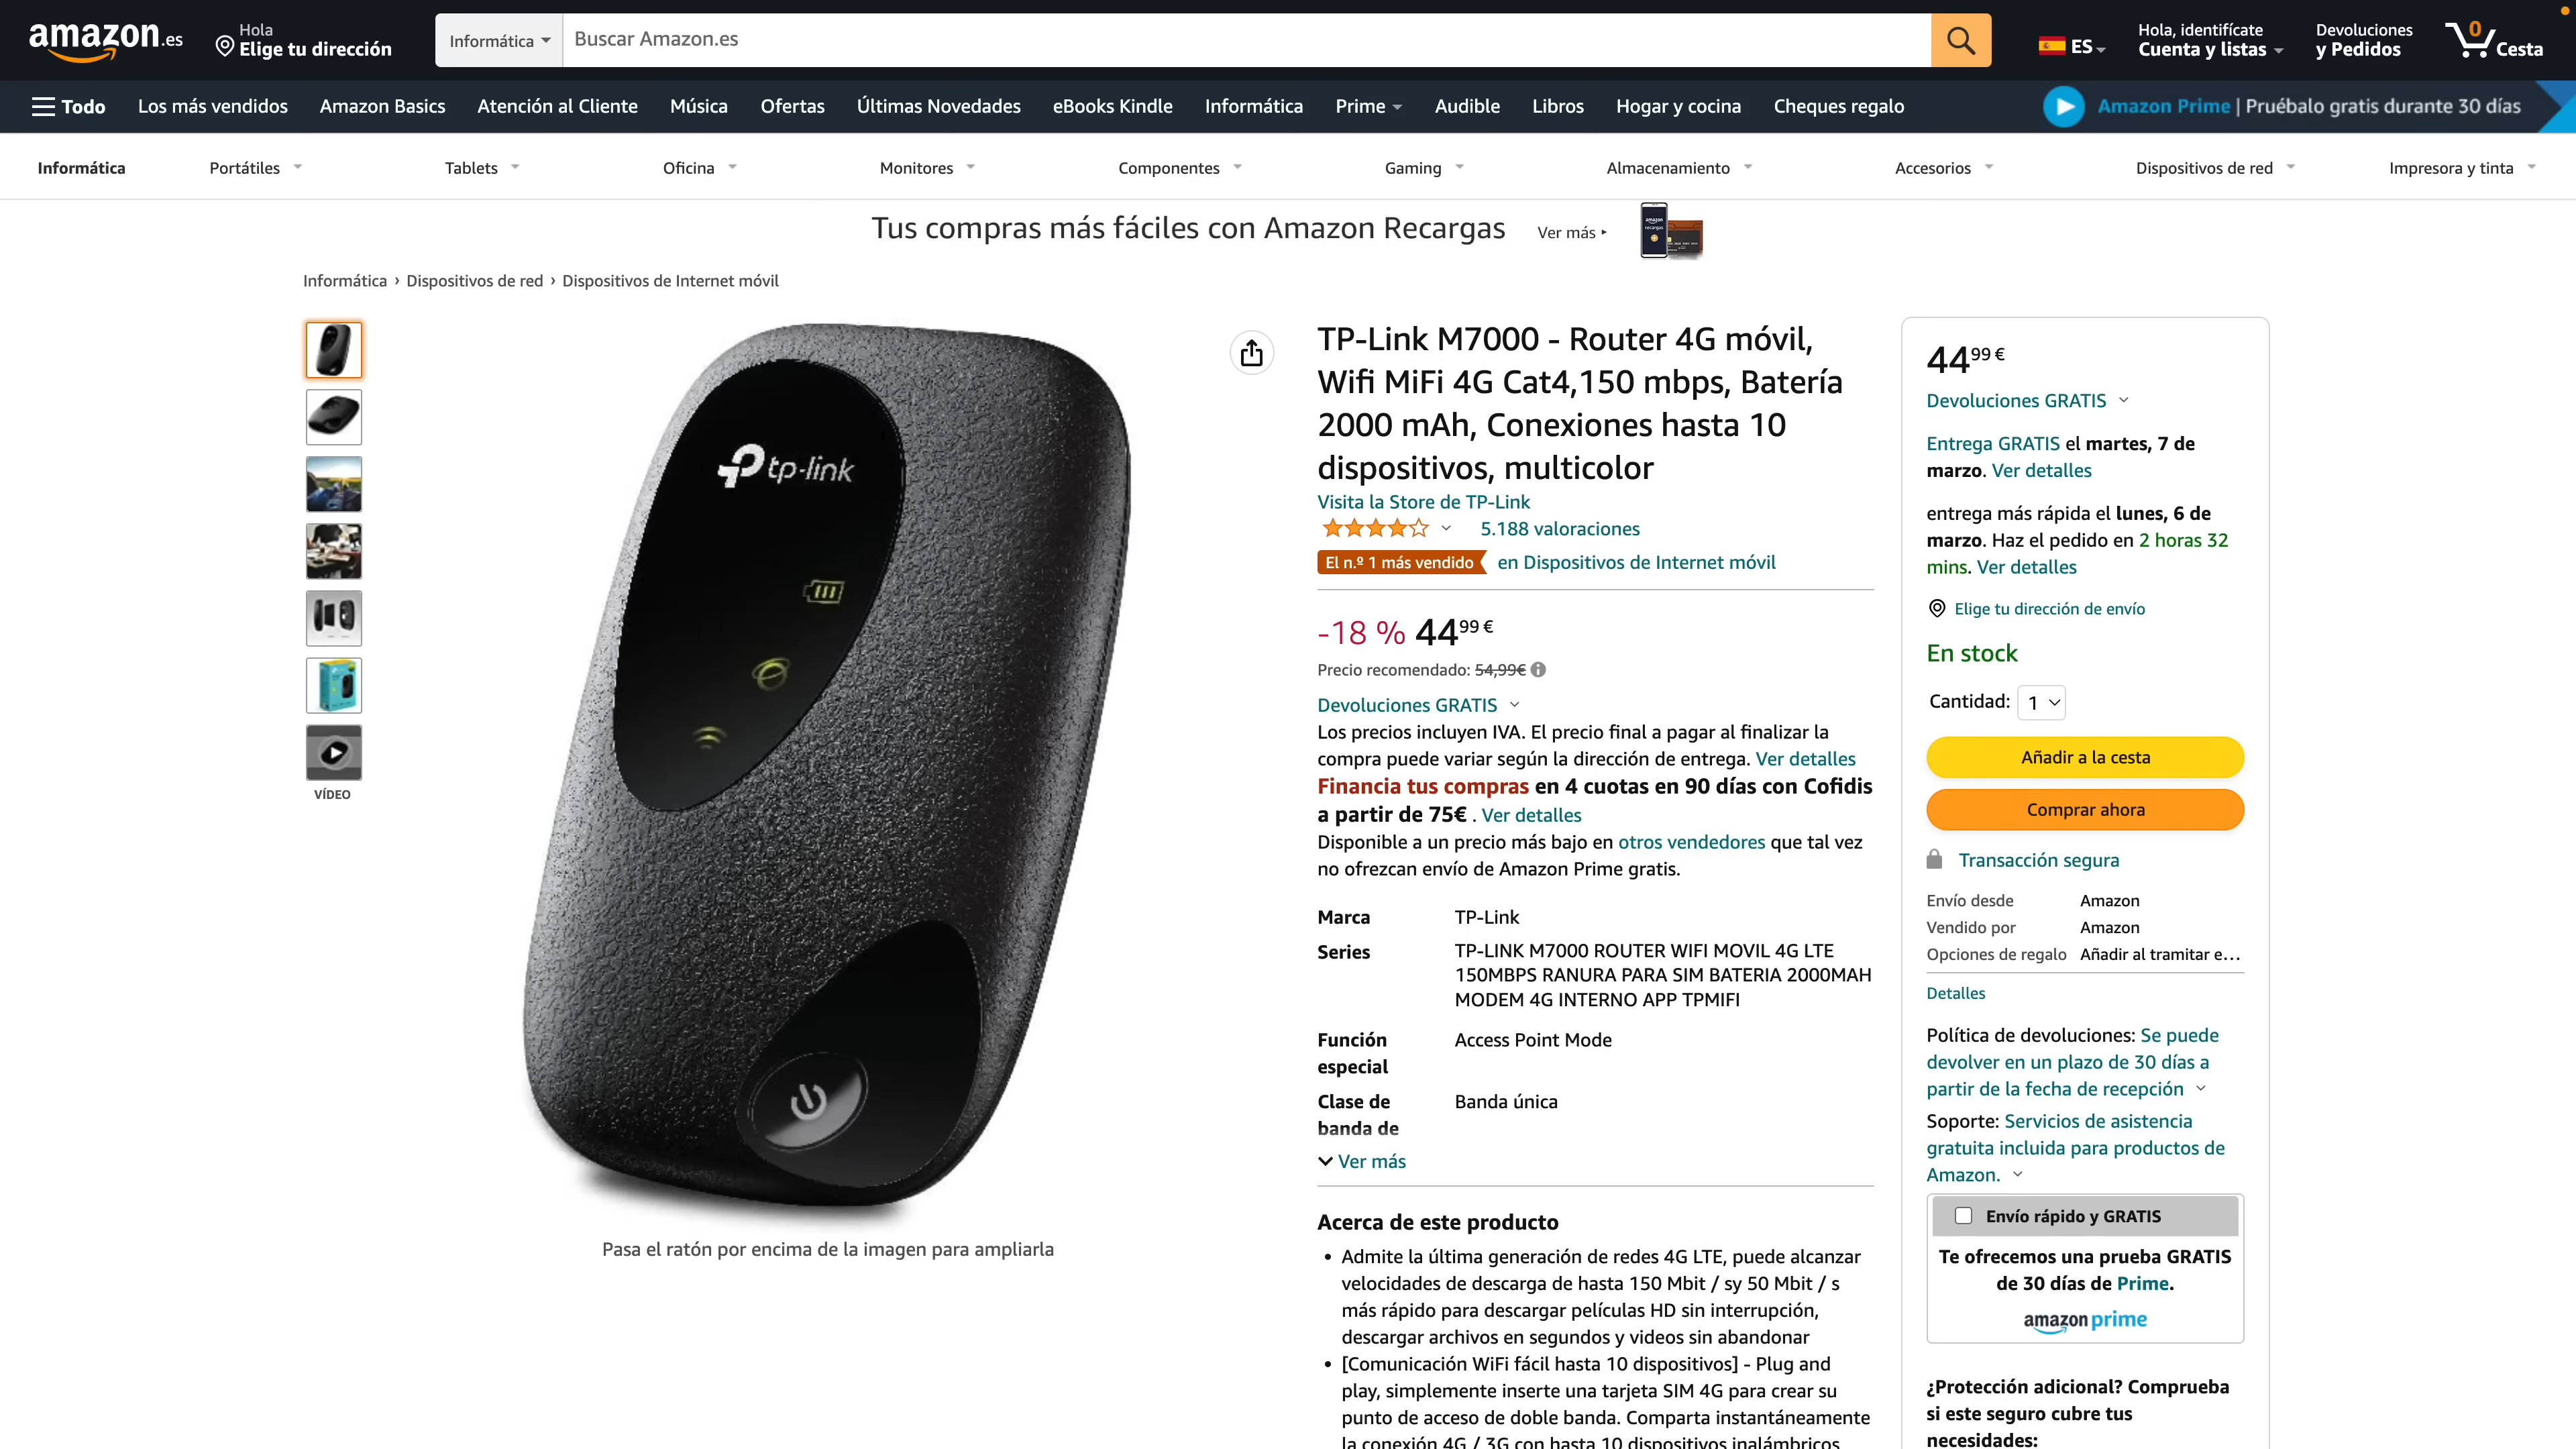 amazon.es
Hola
Elige tu dirección
Informática
Buscar Amazon.es
ES
Hola, identifícate
Cuenta y listas
Devoluciones
y Pedidos
0
Cesta
Todo
Los más vendidos
Amazon Basics
Atención al Cliente
Música
Ofertas
Últimas Novedades
eBooks Kindle
Informática
Prime
Audible
Libros
Hogar y cocina
Cheques regalo
Amazon Prime | Pruébalo gratis durante 30 días
Informática
Portátiles
Tablets
Oficina
Monitores
Componentes
Gaming
Almacenamiento
Accesorios
Dispositivos de red
Impresora y tinta
Tus compras más fáciles con Amazon Recargas
Ver más ▸
amazon
recargas
Informática › Dispositivos de red › Dispositivos de Internet móvil
VÍDEO
tp-link
Pasa el ratón por encima de la imagen para ampliarla
TP-Link M7000 - Router 4G móvil,
Wifi MiFi 4G Cat4,150 mbps, Batería
2000 mAh, Conexiones hasta 10
dispositivos, multicolor
Visita la Store de TP-Link
5.188 valoraciones
El n.º 1 más vendido en Dispositivos de Internet móvil
-18 % 44 99 €
Precio recomendado: 54,99€
Devoluciones GRATIS
Los precios incluyen IVA. El precio final a pagar al finalizar la
compra puede variar según la dirección de entrega. Ver detalles
Financia tus compras en 4 cuotas en 90 días con Cofidis
a partir de 75€ . Ver detalles
Disponible a un precio más bajo en otros vendedores que tal vez
no ofrezcan envío de Amazon Prime gratis.
Marca TP-Link
Series TP-LINK M7000 ROUTER WIFI MOVIL 4G LTE
150MBPS RANURA PARA SIM BATERIA 2000MAH
MODEM 4G INTERNO APP TPMIFI
Función Access Point Mode
especial
Clase de Banda única
banda de
Ver más
Acerca de este producto
• Admite la última generación de redes 4G LTE, puede alcanzar
velocidades de descarga de hasta 150 Mbit / sy 50 Mbit / s
más rápido para descargar películas HD sin interrupción,
descargar archivos en segundos y videos sin abandonar
• [Comunicación WiFi fácil hasta 10 dispositivos] - Plug and
play, simplemente inserte una tarjeta SIM 4G para crear su
punto de acceso de doble banda. Comparta instantáneamente
la conexión 4G / 3G con hasta 10 dispositivos inalámbricos
44 99 €
Devoluciones GRATIS
Entrega GRATIS el martes, 7 de
marzo. Ver detalles
entrega más rápida el lunes, 6 de
marzo. Haz el pedido en 2 horas 32
mins. Ver detalles
Elige tu dirección de envío
En stock
Cantidad: 1
Añadir a la cesta
Comprar ahora
Transacción segura
Envío desde Amazon
Vendido por Amazon
Opciones de regalo Añadir al tramitar e…
Detalles
Política de devoluciones: Se puede
devolver en un plazo de 30 días a
partir de la fecha de recepción
Soporte: Servicios de asistencia
gratuita incluida para productos de
Amazon.
Envío rápido y GRATIS
Te ofrecemos una prueba GRATIS
de 30 días de Prime.
amazon prime
¿Protección adicional? Comprueba
si este seguro cubre tus
necesidades: